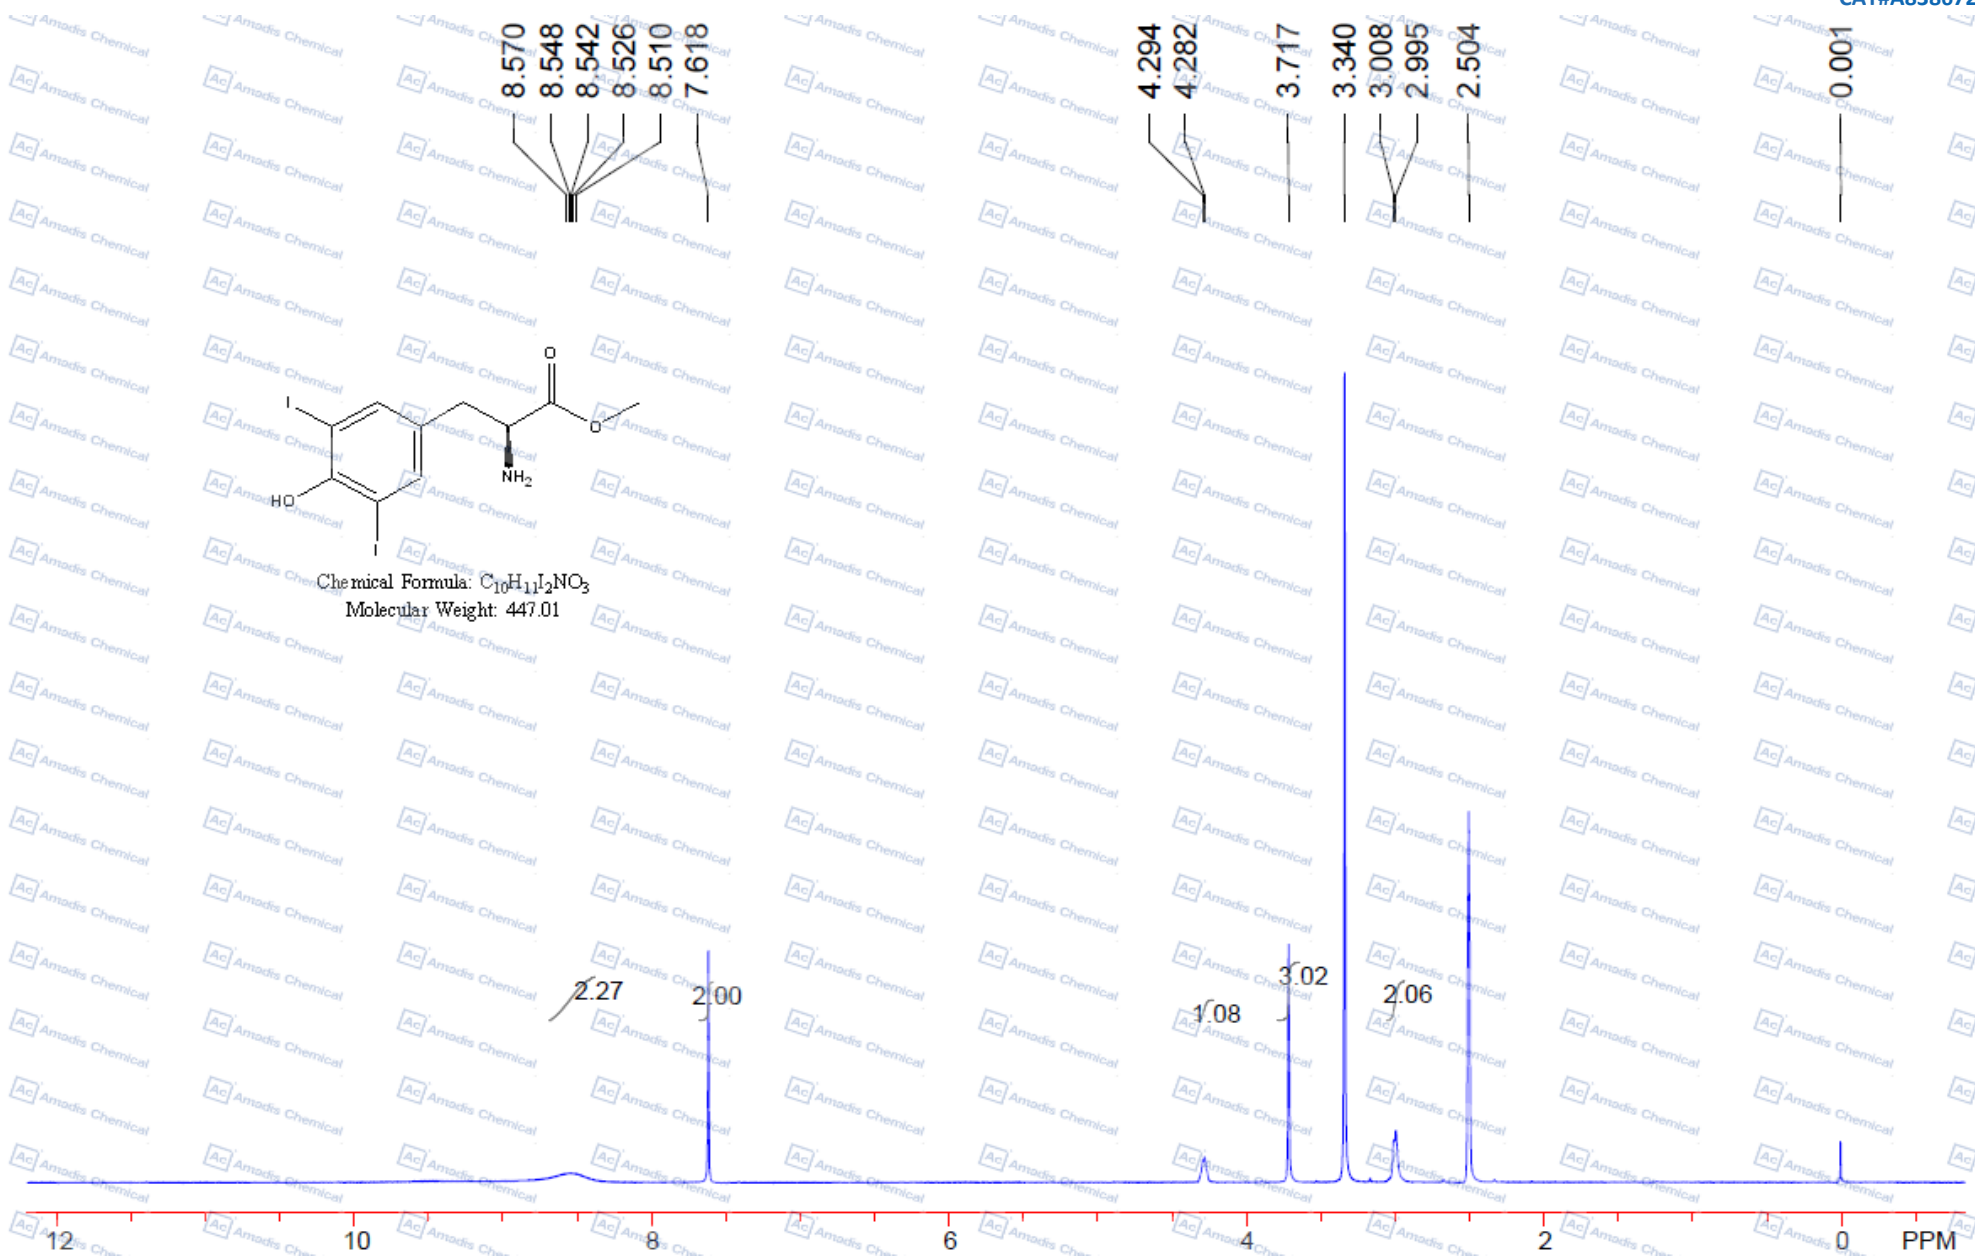 8.570
8.548
8.542
8.526
8.510
7.618
4.294
4.282
3.717
3.340
3.008
2.995
2.504
0.001
O
I
O
NH2
HO
I
Chemical Formula: C10H11I2NO3
Molecular Weight: 447.01
2.27
2.00
1.08
3.02
2.06
12
10
8
6
4
2
0
PPM
Ac Amadis Chemical